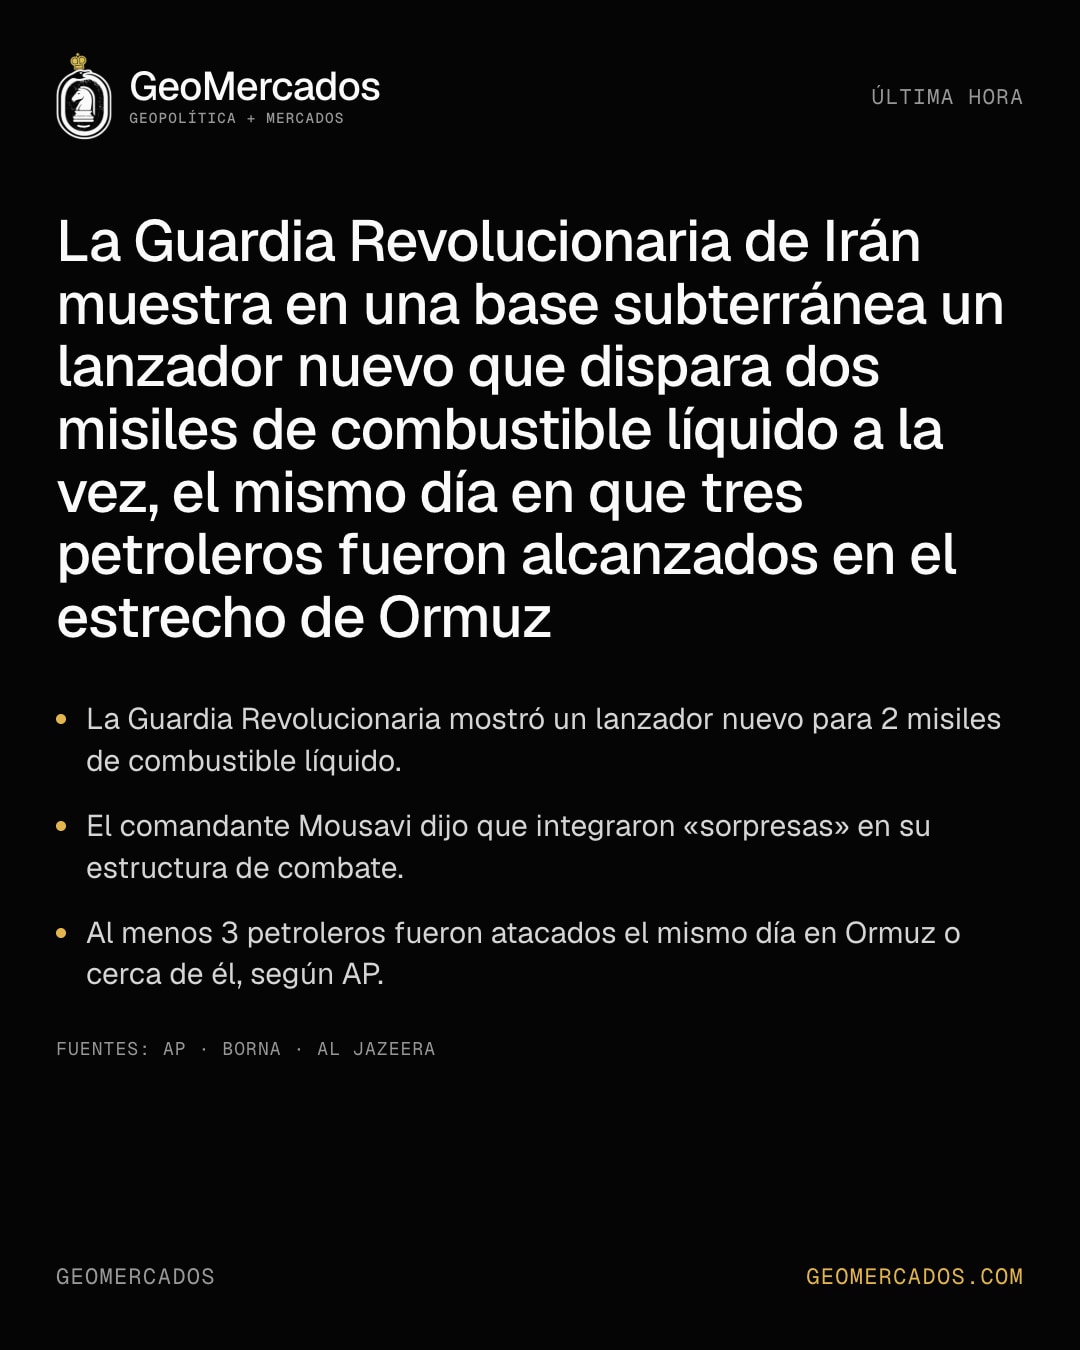 GeoMercados
GEOPOLÍTICA + MERCADOS
ÚLTIMA HORA
La Guardia Revolucionaria de Irán
muestra en una base subterránea un
lanzador nuevo que dispara dos
misiles de combustible líquido a la
vez, el mismo día en que tres
petroleros fueron alcanzados en el
estrecho de Ormuz
• La Guardia Revolucionaria mostró un lanzador nuevo para 2 misiles
de combustible líquido.
• El comandante Mousavi dijo que integraron «sorpresas» en su
estructura de combate.
• Al menos 3 petroleros fueron atacados el mismo día en Ormuz o
cerca de él, según AP.
FUENTES: AP · BORNA · AL JAZEERA
GEOMERCADOS
GEOMERCADOS.COM